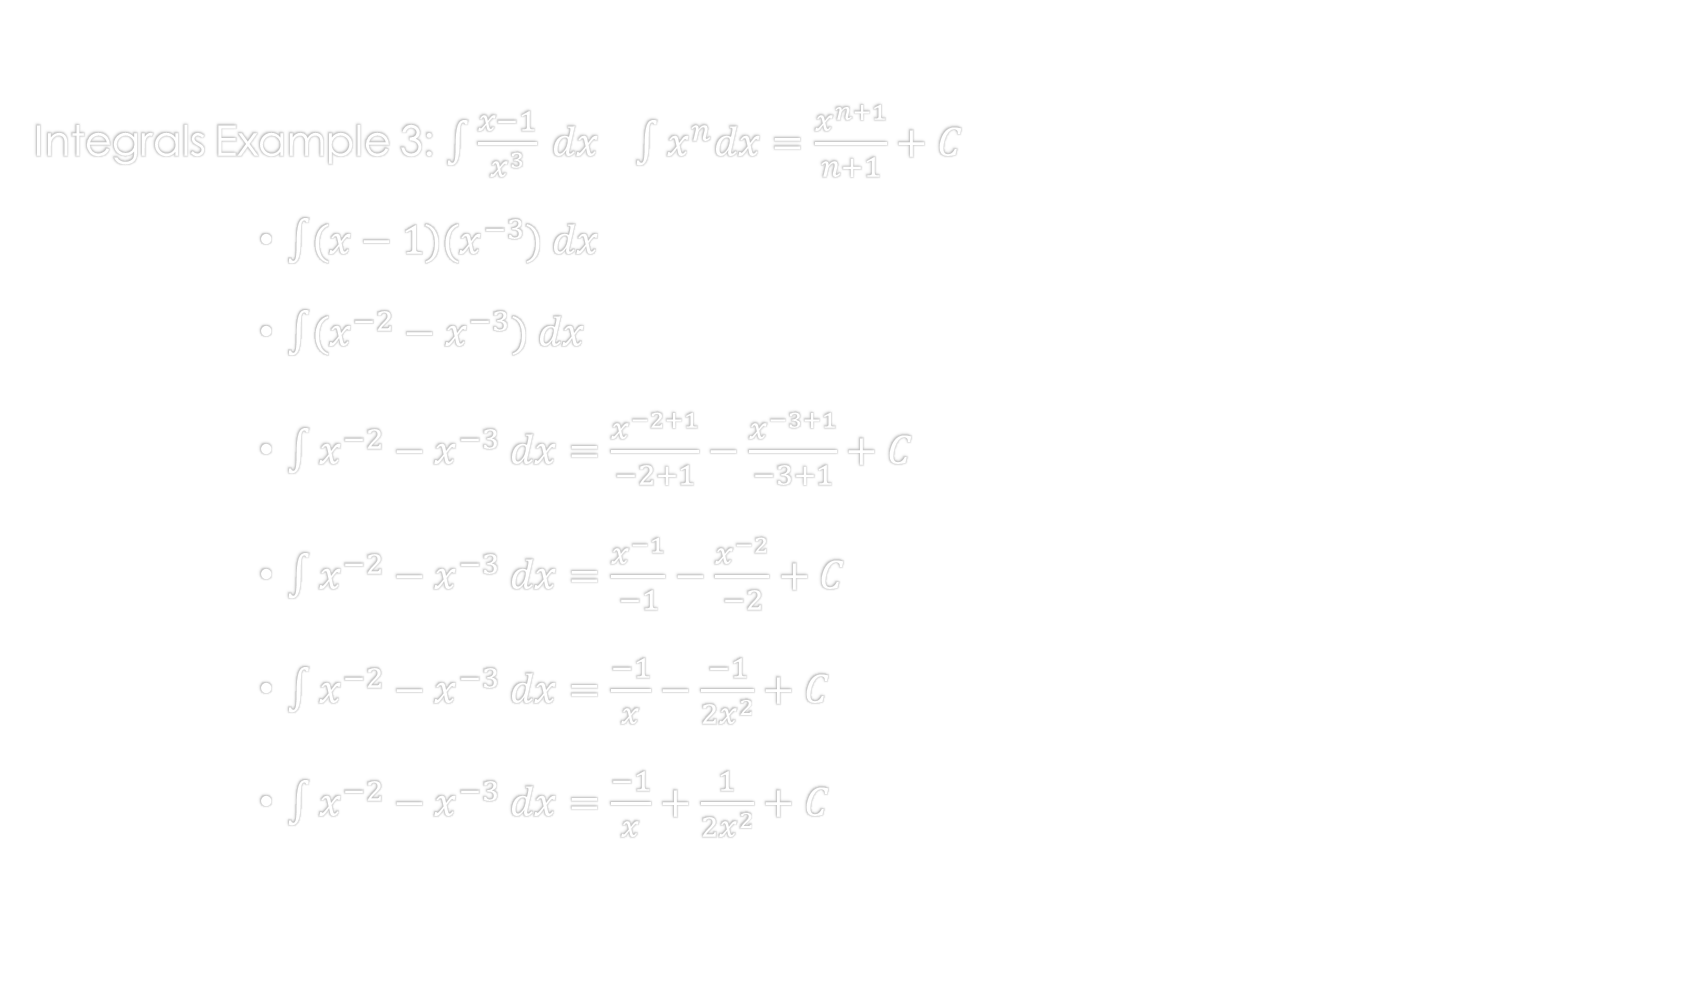 Integrals Example 3: ∫ (x−1)/x³ dx   ∫ xⁿdx = xⁿ⁺¹/(n+1) + C
• ∫(x − 1)(x⁻³) dx
• ∫(x⁻² − x⁻³) dx
• ∫ x⁻² − x⁻³ dx = x⁻²⁺¹/(−2+1) − x⁻³⁺¹/(−3+1) + C
• ∫ x⁻² − x⁻³ dx = x⁻¹/−1 − x⁻²/−2 + C
• ∫ x⁻² − x⁻³ dx = −1/x − −1/2x² + C
• ∫ x⁻² − x⁻³ dx = −1/x + 1/2x² + C